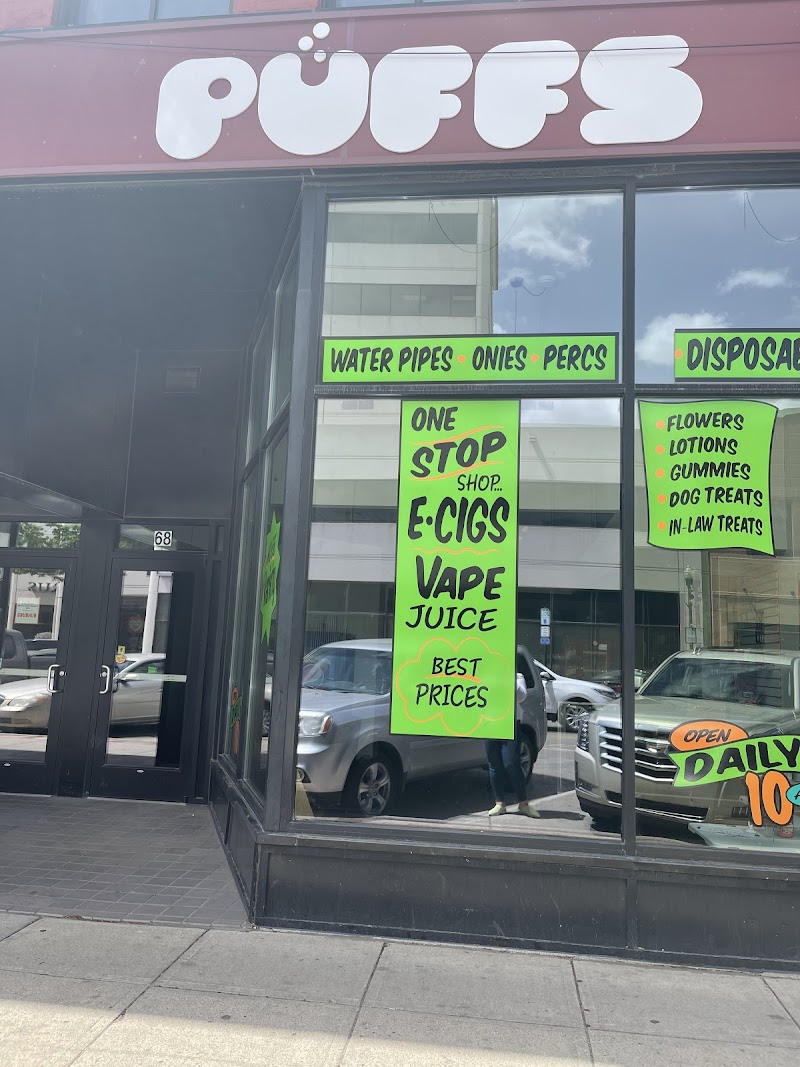 PUFFS
WATER PIPES • ONIES • PERCS
• DISPOSA
ONE
STOP
SHOP...
E•CIGS
VAPE
JUICE
BEST
PRICES
• FLOWERS
• LOTIONS
• GUMMIES
• DOG TREATS
• IN-LAW TREATS
68
OPEN
DAILY
10